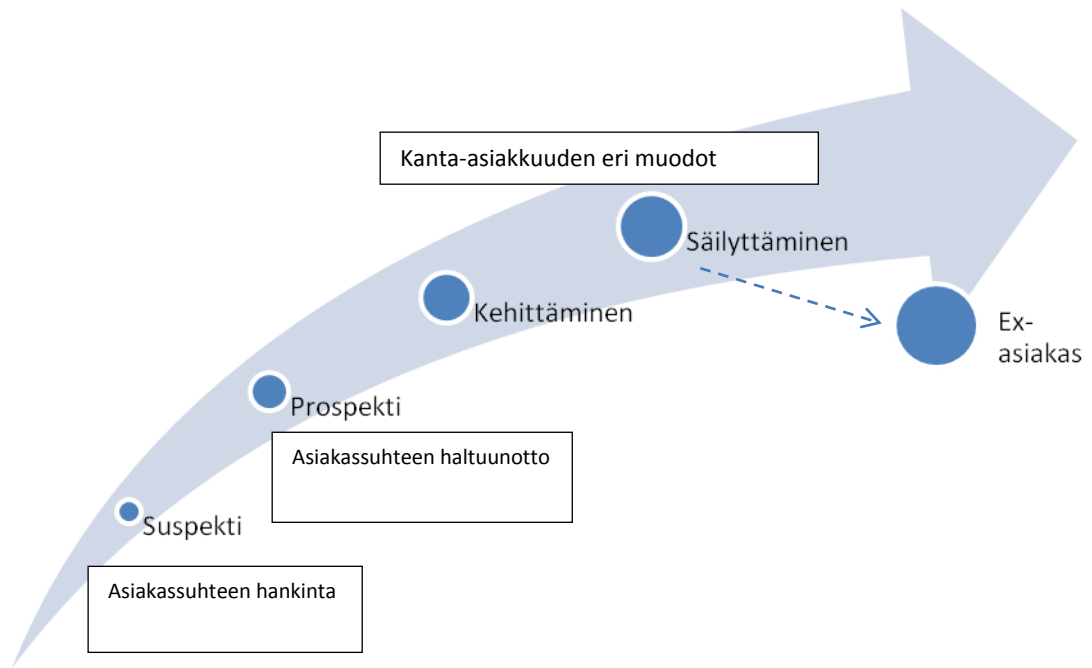 Kanta-asiakkuuden eri muodot
Säilyttäminen
Kehittäminen
Ex-
asiakas
Prospekti
Asiakassuhteen haltuunotto
Suspekti
Asiakassuhteen hankinta